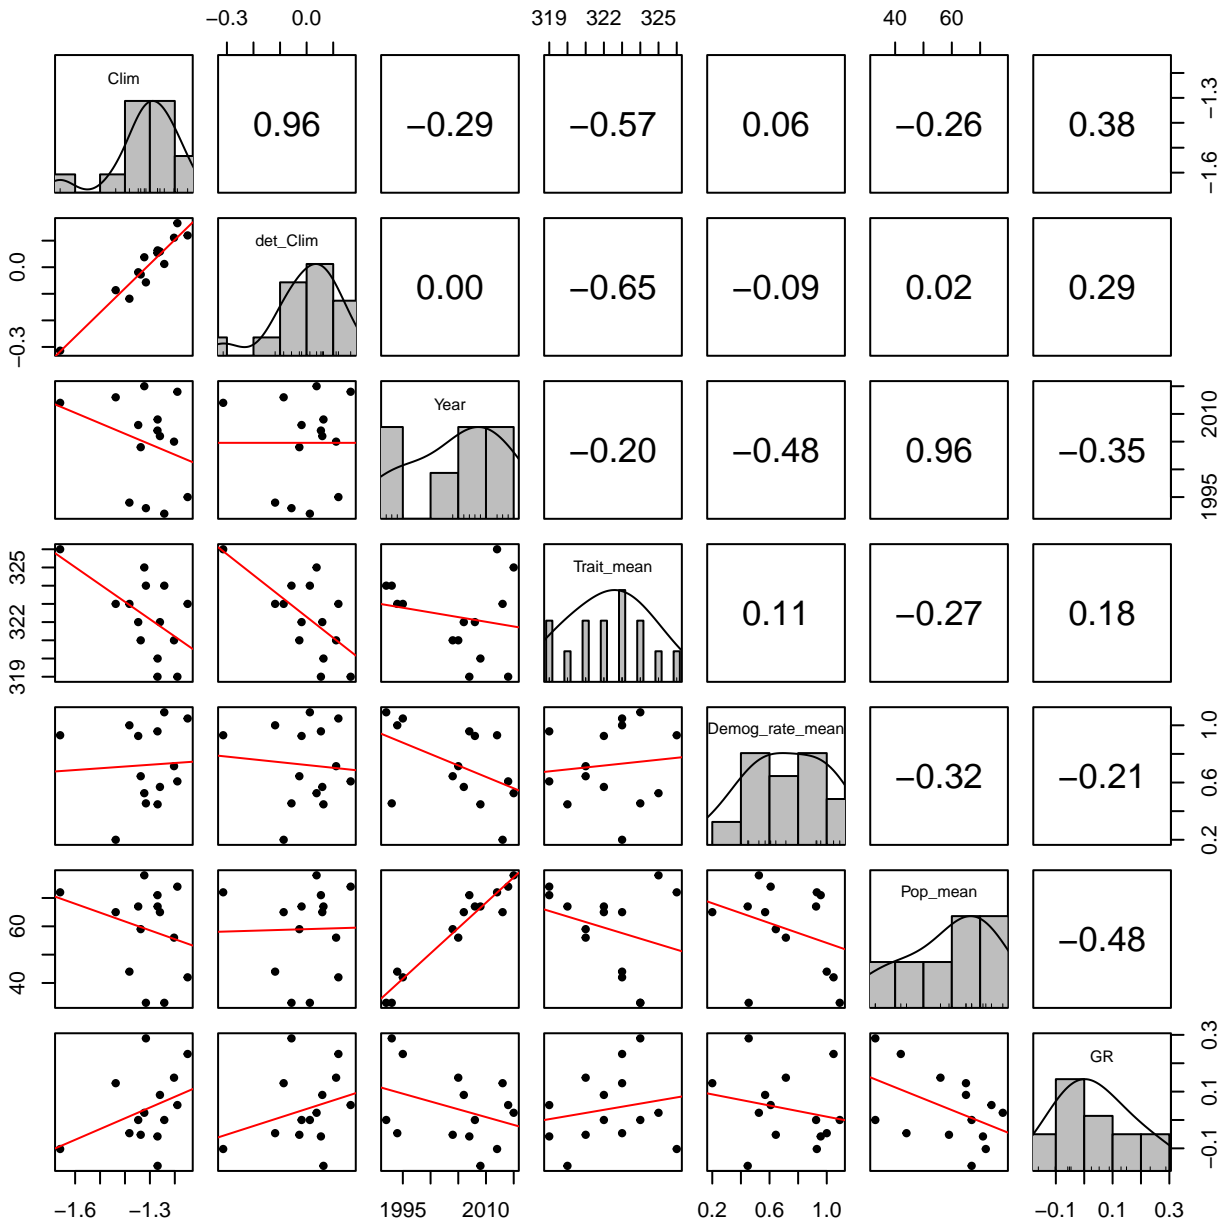 −0.3 0.0 319 322 325 40 60
Clim 0.96 −0.29 −0.57 0.06 −0.26 0.38 −1.6 −1.3
−0.3 0.0 det_Clim 0.00 −0.65 −0.09 0.02 0.29
Year −0.20 −0.48 0.96 −0.35 1995 2010
319 322 325 Trait_mean 0.11 −0.27 0.18
Demog_rate_mean −0.32 −0.21 0.2 0.6 1.0
40 60 Pop_mean −0.48
GR −0.1 0.1 0.3
−1.6 −1.3 1995 2010 0.2 0.6 1.0 −0.1 0.1 0.3